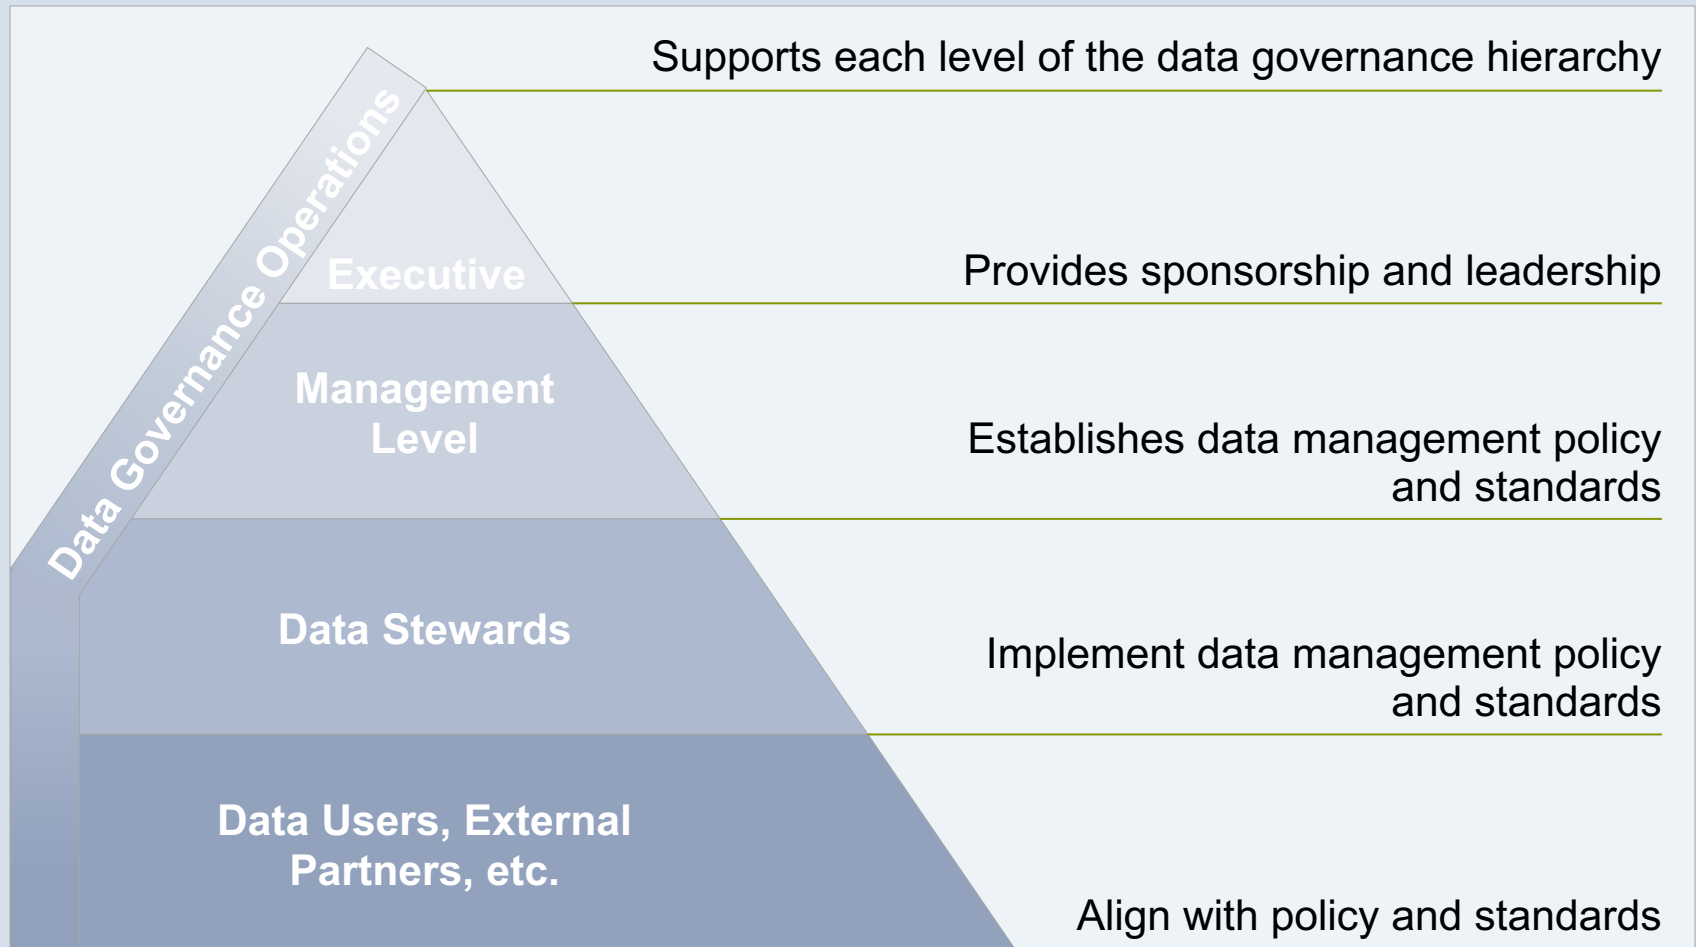 Supports each level of the data governance hierarchy
Data Governance Operations
Executive
Provides sponsorship and leadership
Management
Level
Establishes data management policy
and standards
Data Stewards
Implement data management policy
and standards
Data Users, External
Partners, etc.
Align with policy and standards